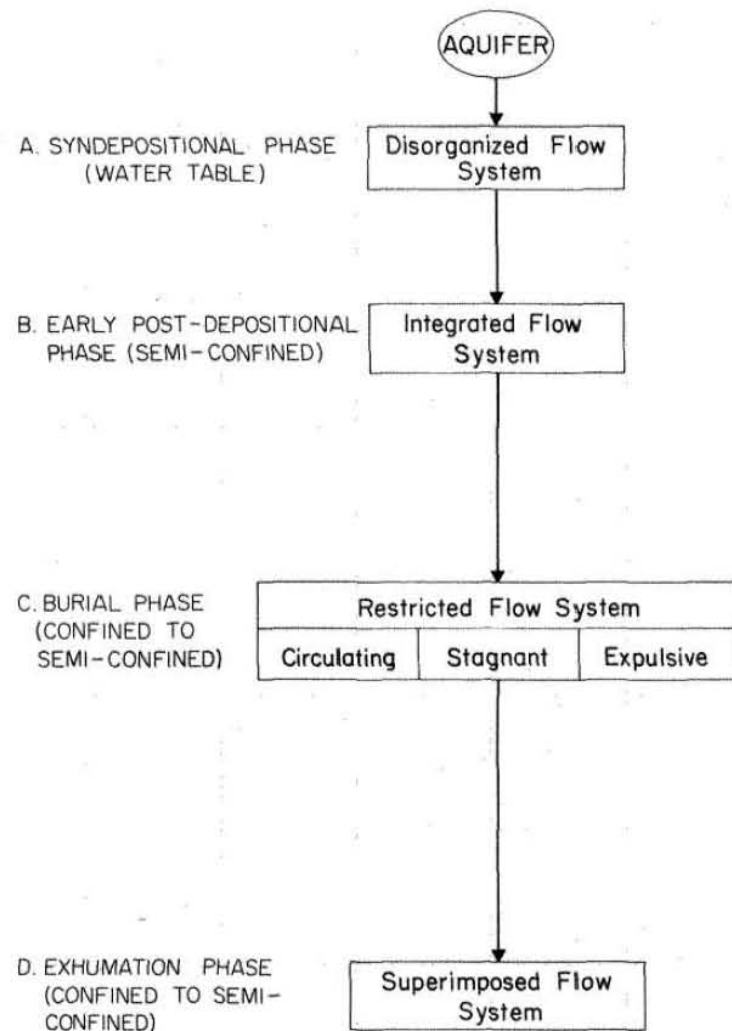 AQUIFER
A. SYNDEPOSITIONAL PHASE
(WATER TABLE)
Disorganized Flow
System
B. EARLY POST-DEPOSITIONAL
PHASE (SEMI-CONFINED)
Integrated Flow
System
C. BURIAL PHASE
(CONFINED TO
SEMI-CONFINED)
Restricted Flow System
Circulating
Stagnant
Expulsive
D. EXHUMATION PHASE
(CONFINED TO SEMI-
CONFINED)
Superimposed Flow
System